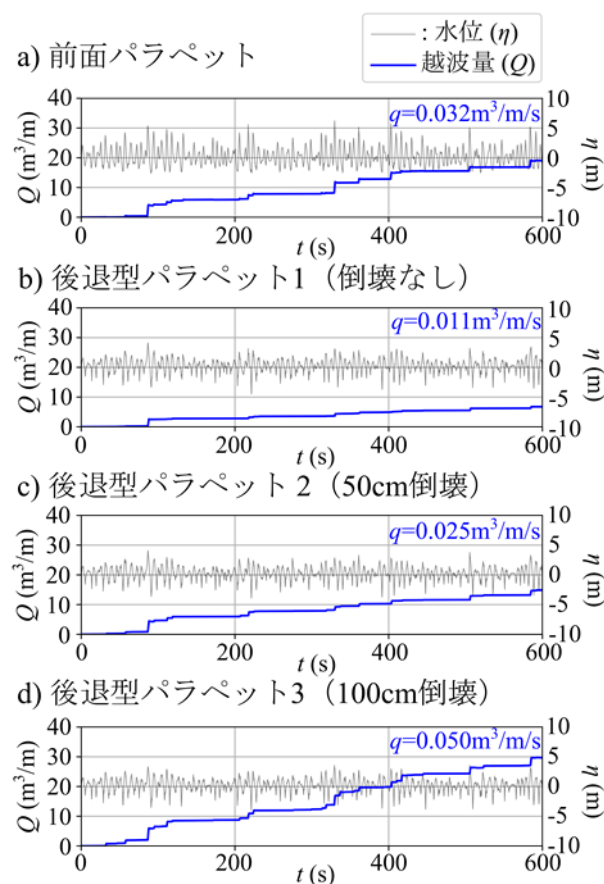 : 水位 (η)
越波量 (Q)
a) 前面パラペット
q=0.032m³/m/s
Q (m³/m)
40
30
20
10
0
10
5
0
-5
-10
η (m)
0
200
400
600
t (s)
b) 後退型パラペット1（倒壊なし）
q=0.011m³/m/s
Q (m³/m)
40
30
20
10
0
10
5
0
-5
-10
η (m)
0
200
400
600
t (s)
c) 後退型パラペット 2（50cm倒壊）
q=0.025m³/m/s
Q (m³/m)
40
30
20
10
0
10
5
0
-5
-10
η (m)
0
200
400
600
t (s)
d) 後退型パラペット3（100cm倒壊）
q=0.050m³/m/s
Q (m³/m)
40
30
20
10
0
10
5
0
-5
-10
η (m)
0
200
400
600
t (s)